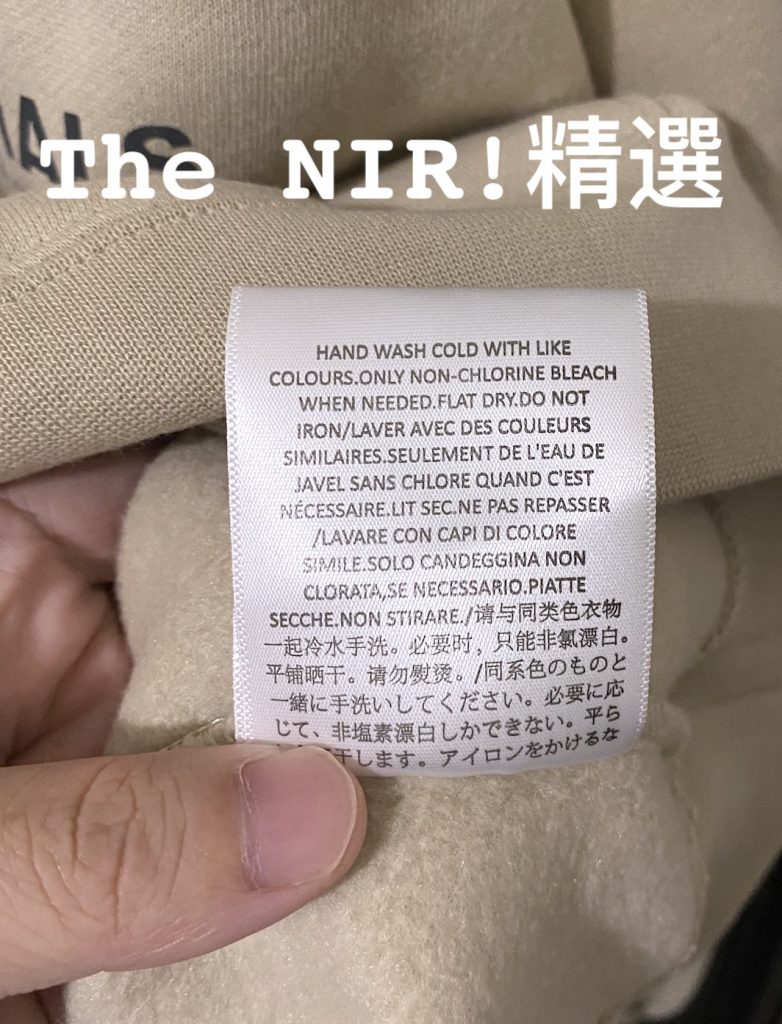 The NIR!精選
HAND WASH COLD WITH LIKE
COLOURS.ONLY NON-CHLORINE BLEACH
WHEN NEEDED.FLAT DRY.DO NOT
IRON/LAVER AVEC DES COULEURS
SIMILAIRES.SEULEMENT DE L'EAU DE
JAVEL SANS CHLORE QUAND C'EST
NÉCESSAIRE.LIT SEC.NE PAS REPASSER
/LAVARE CON CAPI DI COLORE
SIMILE.SOLO CANDEGGINA NON
CLORATA,SE NECESSARIO.PIATTE
SECCHE.NON STIRARE./请与同类色衣物
一起冷水手洗。必要时，只能非氯漂白。
平铺晒干。请勿熨烫。/同系色のものと
一緒に手洗いしてください。必要に応
じて、非塩素漂白しかできない。平ら
干します。アイロンをかけるな